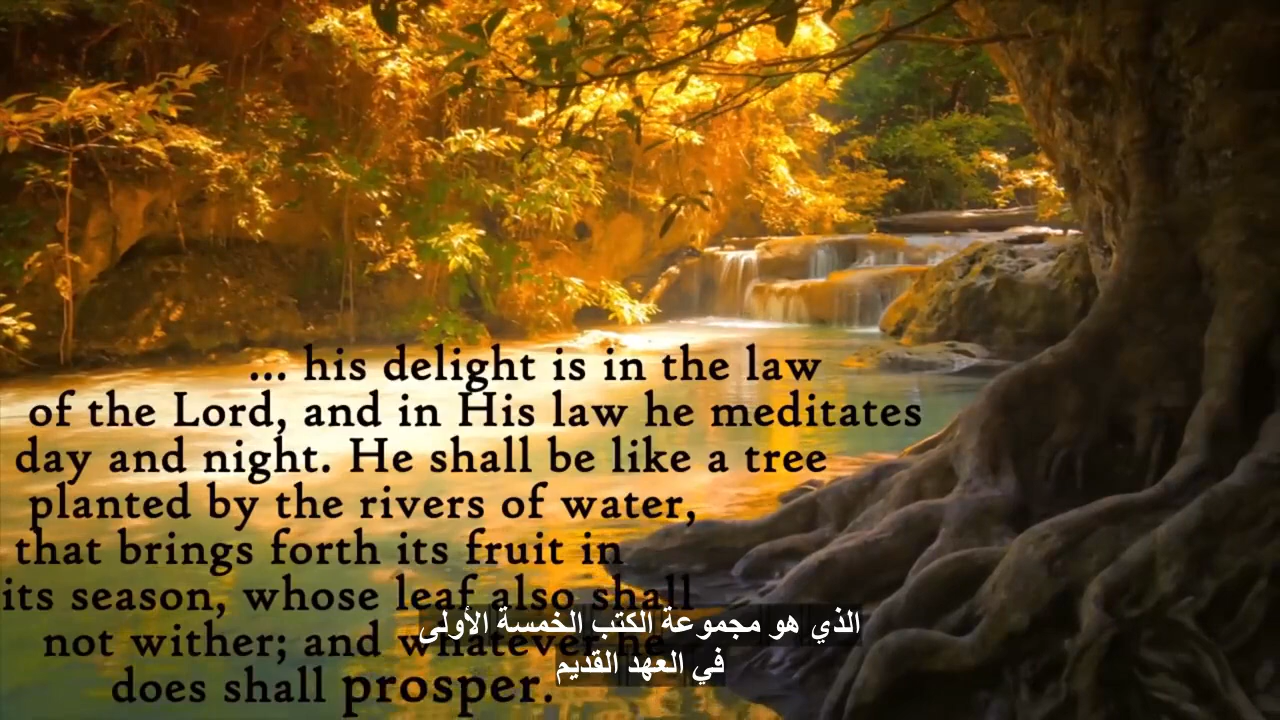 ... his delight is in the law
of the Lord, and in His law he meditates
day and night. He shall be like a tree
planted by the rivers of water,
that brings forth its fruit in
its season, whose leaf also shall
not wither; and whatever he
does shall prosper.
الذي هو مجموعة الكتب الخمسة الأولى
في العهد القديم